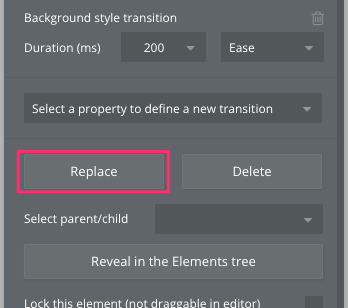 Background style transition
Duration (ms) 200 Ease
Select a property to define a new transition
Replace Delete
Select parent/child
Reveal in the Elements tree
Lock this element (not draggable in editor)